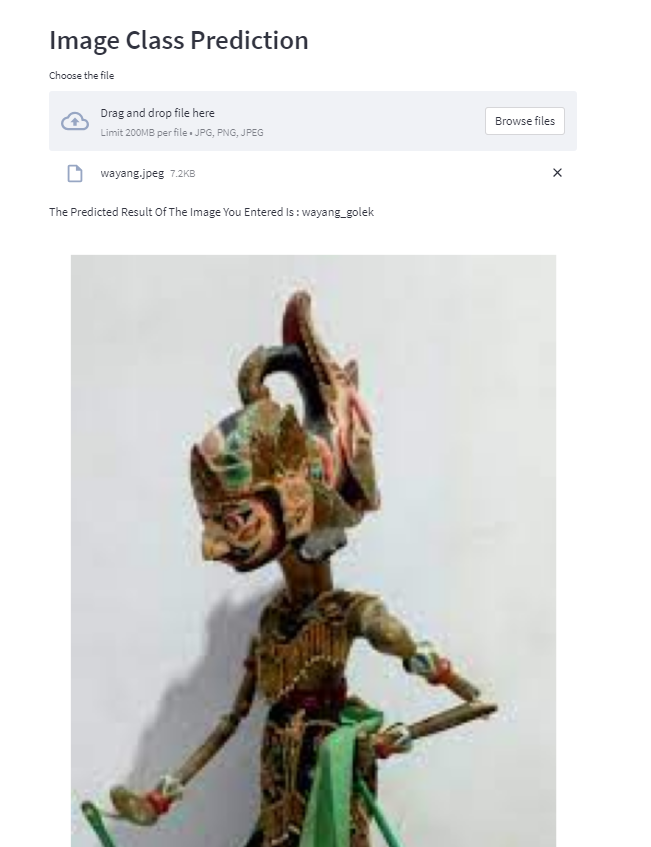 Image Class Prediction
Choose the file
Drag and drop file here
Limit 200MB per file • JPG, PNG, JPEG
Browse files
wayang.jpeg 7.2KB
The Predicted Result Of The Image You Entered Is : wayang_golek